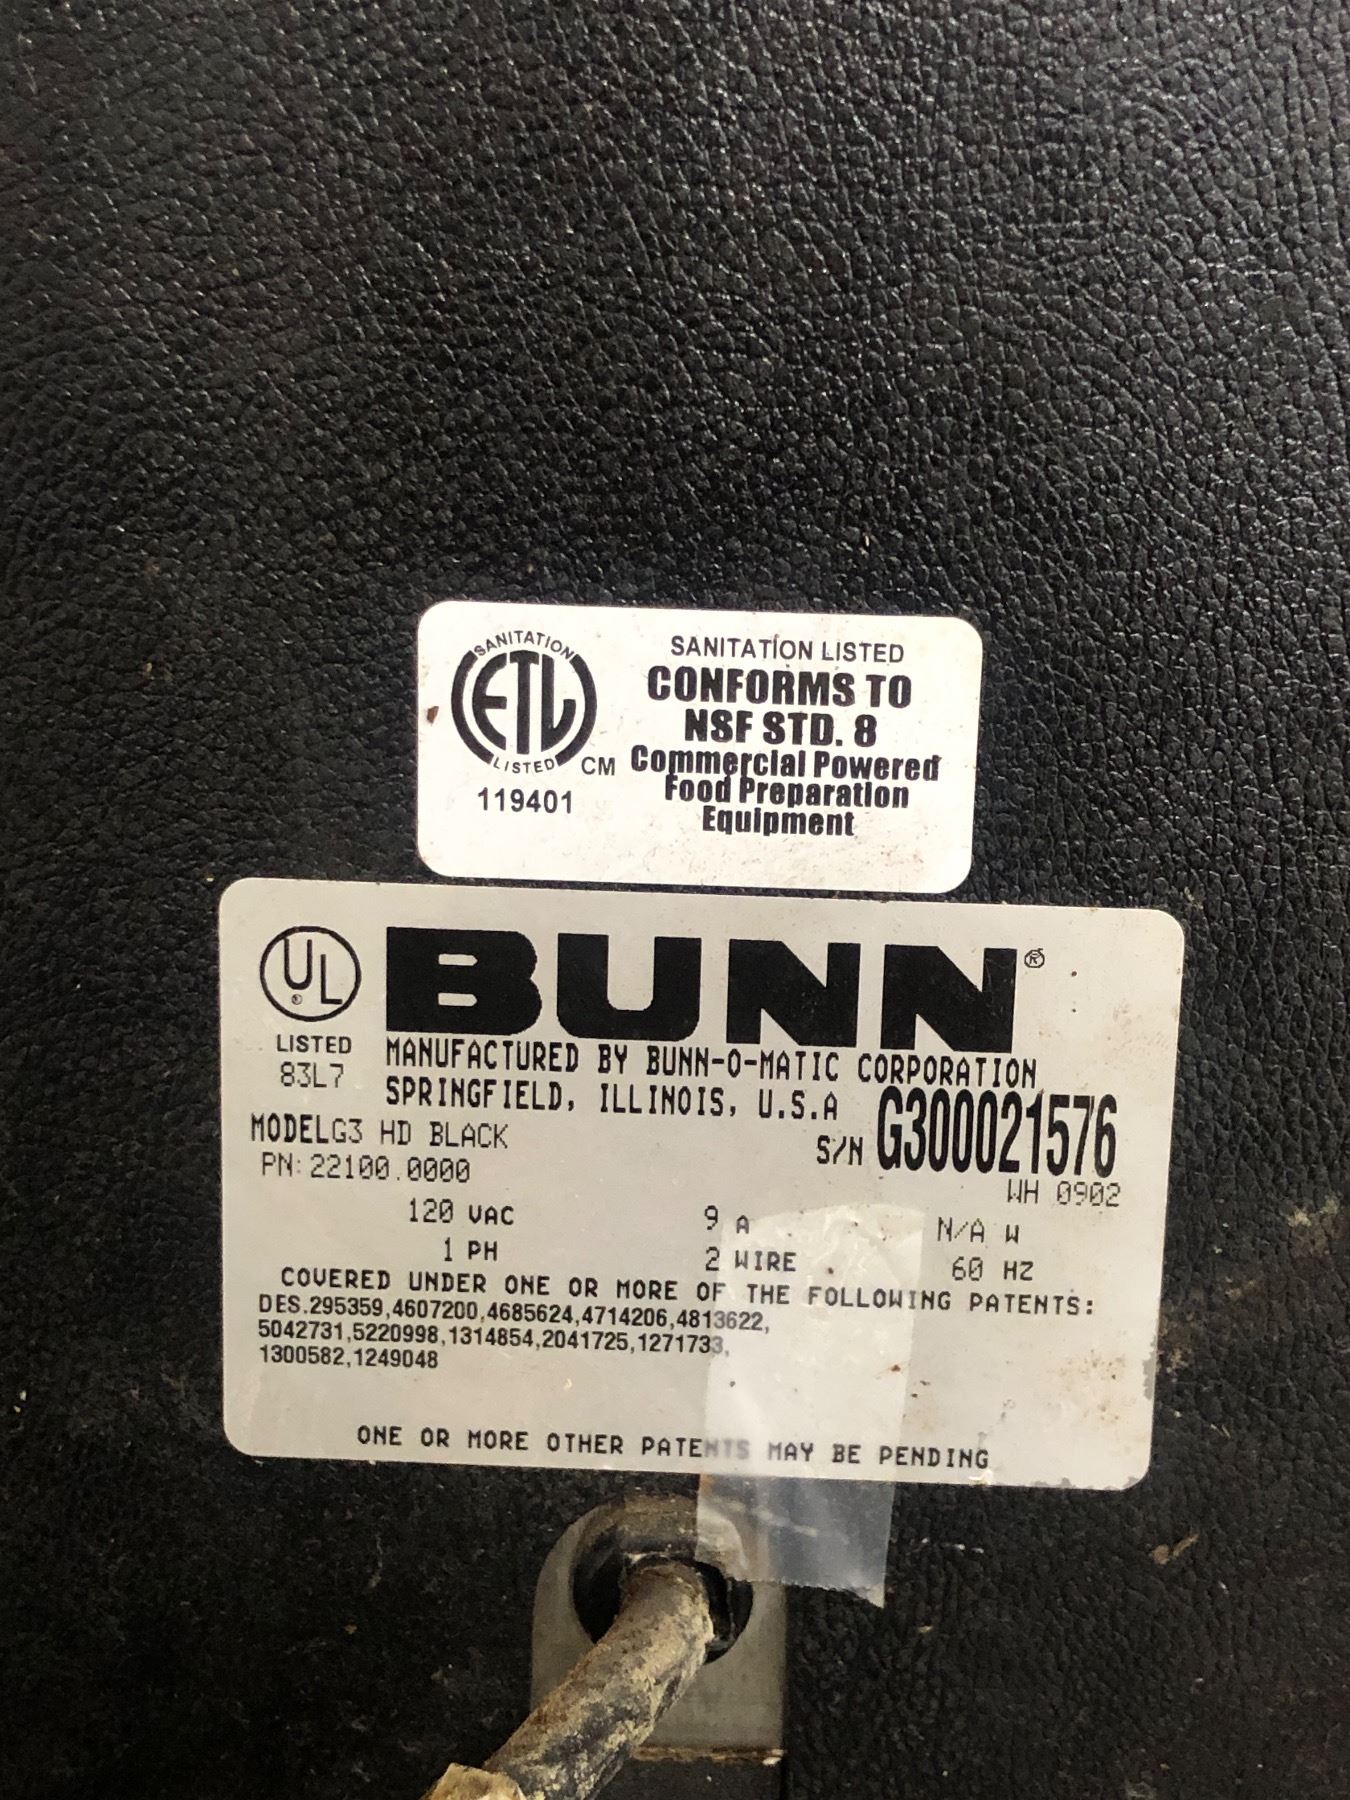 SANITATION
ETL
LISTED
CM
119401
SANITATION LISTED
CONFORMS TO
NSF STD. 8
Commercial Powered
Food Preparation
Equipment
UL
®
LISTED
83L7
BUNN®
MANUFACTURED BY BUNN-O-MATIC CORPORATION
SPRINGFIELD, ILLINOIS, U.S.A
MODELG3 HD BLACK
S/N G300021576
PN: 22100.0000
WH 0902
120 VAC 9 A N/A W
1 PH 2 WIRE 60 HZ
COVERED UNDER ONE OR MORE OF THE FOLLOWING PATENTS:
DES.295359,4607200,4685624,4714206,4813622,
5042731,5220998,1314854,2041725,1271733,
1300582,1249048
ONE OR MORE OTHER PATENTS MAY BE PENDING